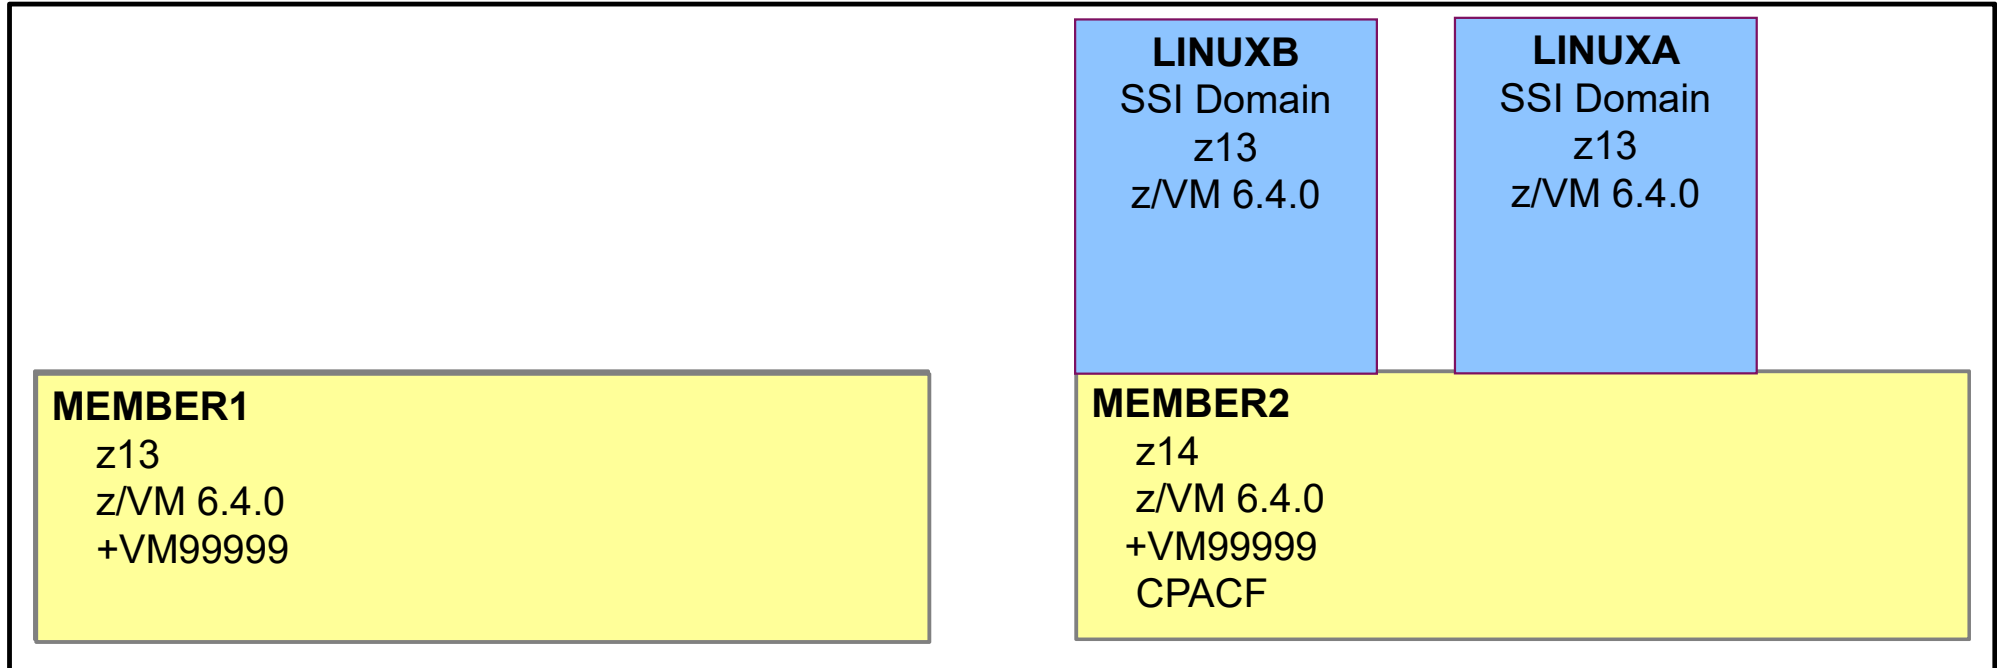 LINUXB
SSI Domain
z13
z/VM 6.4.0
LINUXA
SSI Domain
z13
z/VM 6.4.0
MEMBER1
z13
z/VM 6.4.0
+VM99999
MEMBER2
z14
z/VM 6.4.0
+VM99999
CPACF